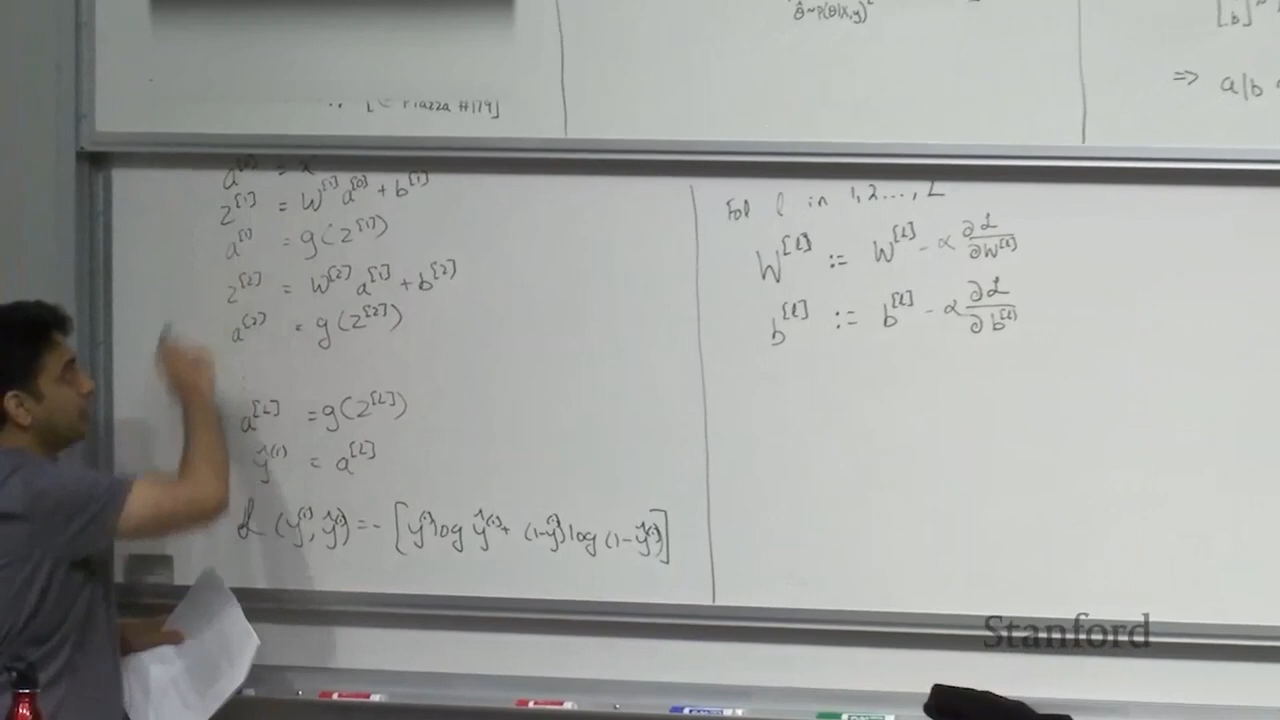 θ̂~P(θ|x,y)
b
⇒ a|b
Piazza #179]
a^[0] = x
z^[1] = W^[1] a^[0] + b^[1]
a^[1] = g(z^[1])
z^[2] = W^[2] a^[1] + b^[2]
a^[2] = g(z^[2])
a^[L] = g(z^[L])
ŷ^(i) = a^[L]
ℒ(y^(i), ŷ^(i)) = - [y^(i) log ŷ^(i) + (1-y^(i)) log (1-ŷ^(i))]
For l in 1,2...,L
W^[l] := W^[l] - α ∂ℒ/∂W^[l]
b^[l] := b^[l] - α ∂ℒ/∂b^[l]
Stanford